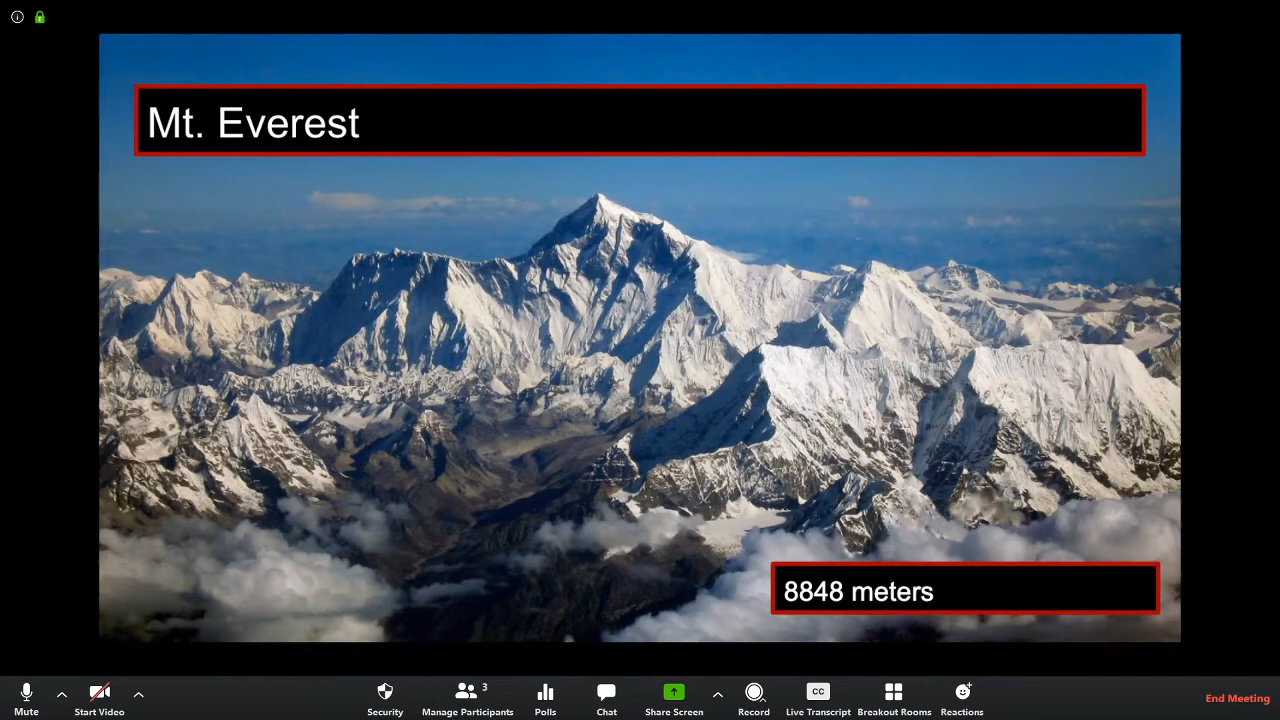 Mt. Everest
8848 meters
3
Mute
Start Video
Security
Manage Participants
Polls
Chat
Share Screen
Record
CC
Live Transcript
Breakout Rooms
Reactions
End Meeting